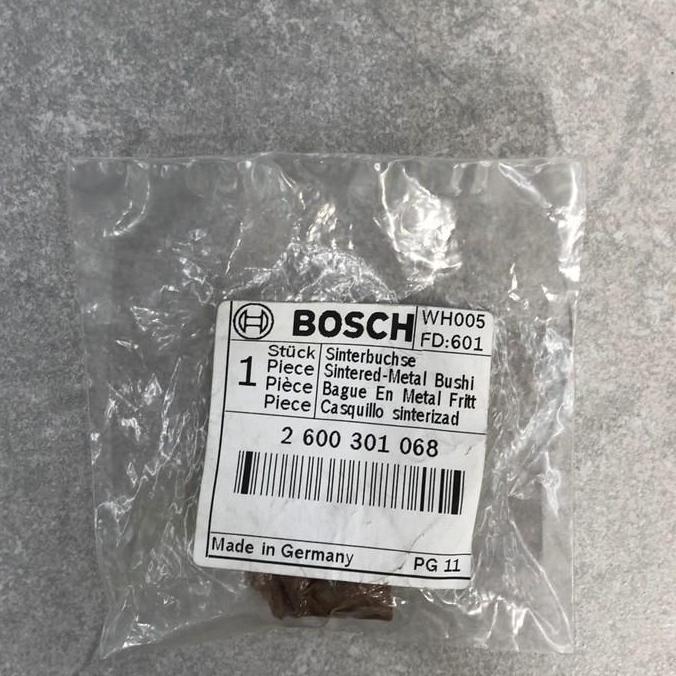 BOSCH
WH005
FD:601
1
Stück
Piece
Pièce
Piece
Sinterbuchse
Sintered-Metal Bushi
Bague En Metal Fritt
Casquillo sinterizad
2 600 301 068
Made in Germany
PG 11